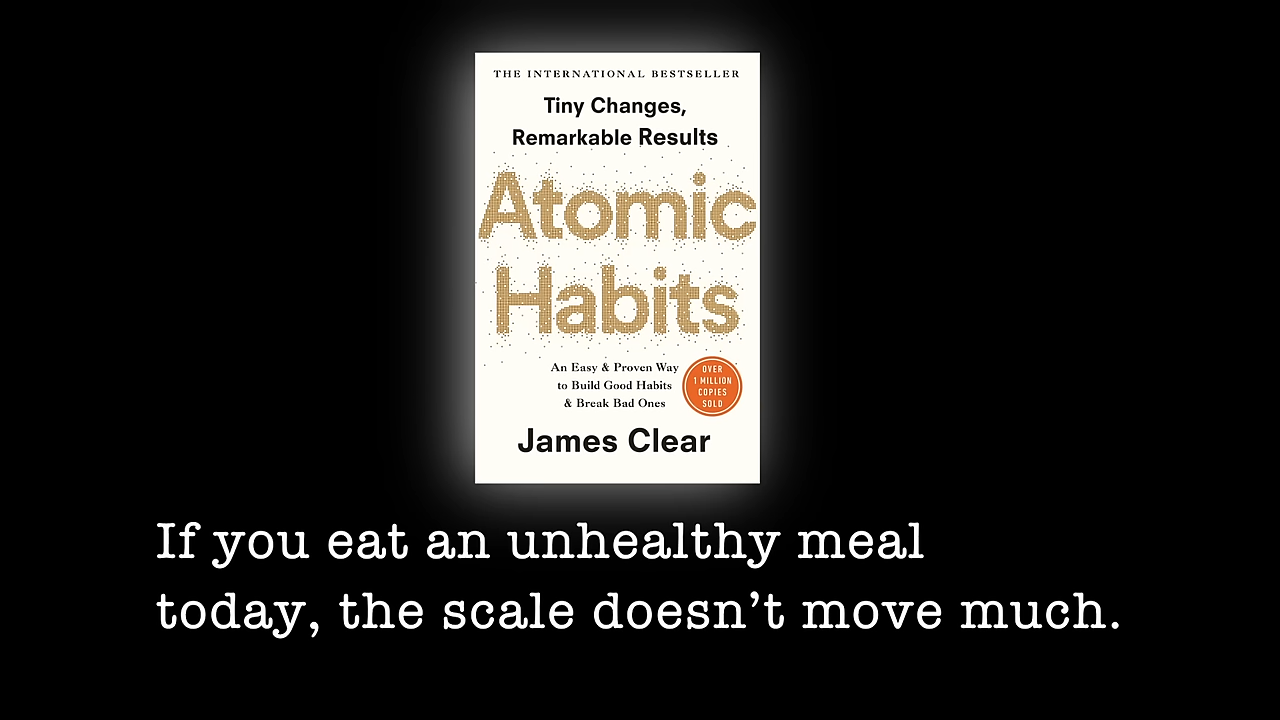 THE INTERNATIONAL BESTSELLER
Tiny Changes,
Remarkable Results
Atomic
Habits
An Easy & Proven Way
to Build Good Habits
& Break Bad Ones
OVER
1 MILLION
COPIES
SOLD
James Clear
If you eat an unhealthy meal
today, the scale doesn’t move much.